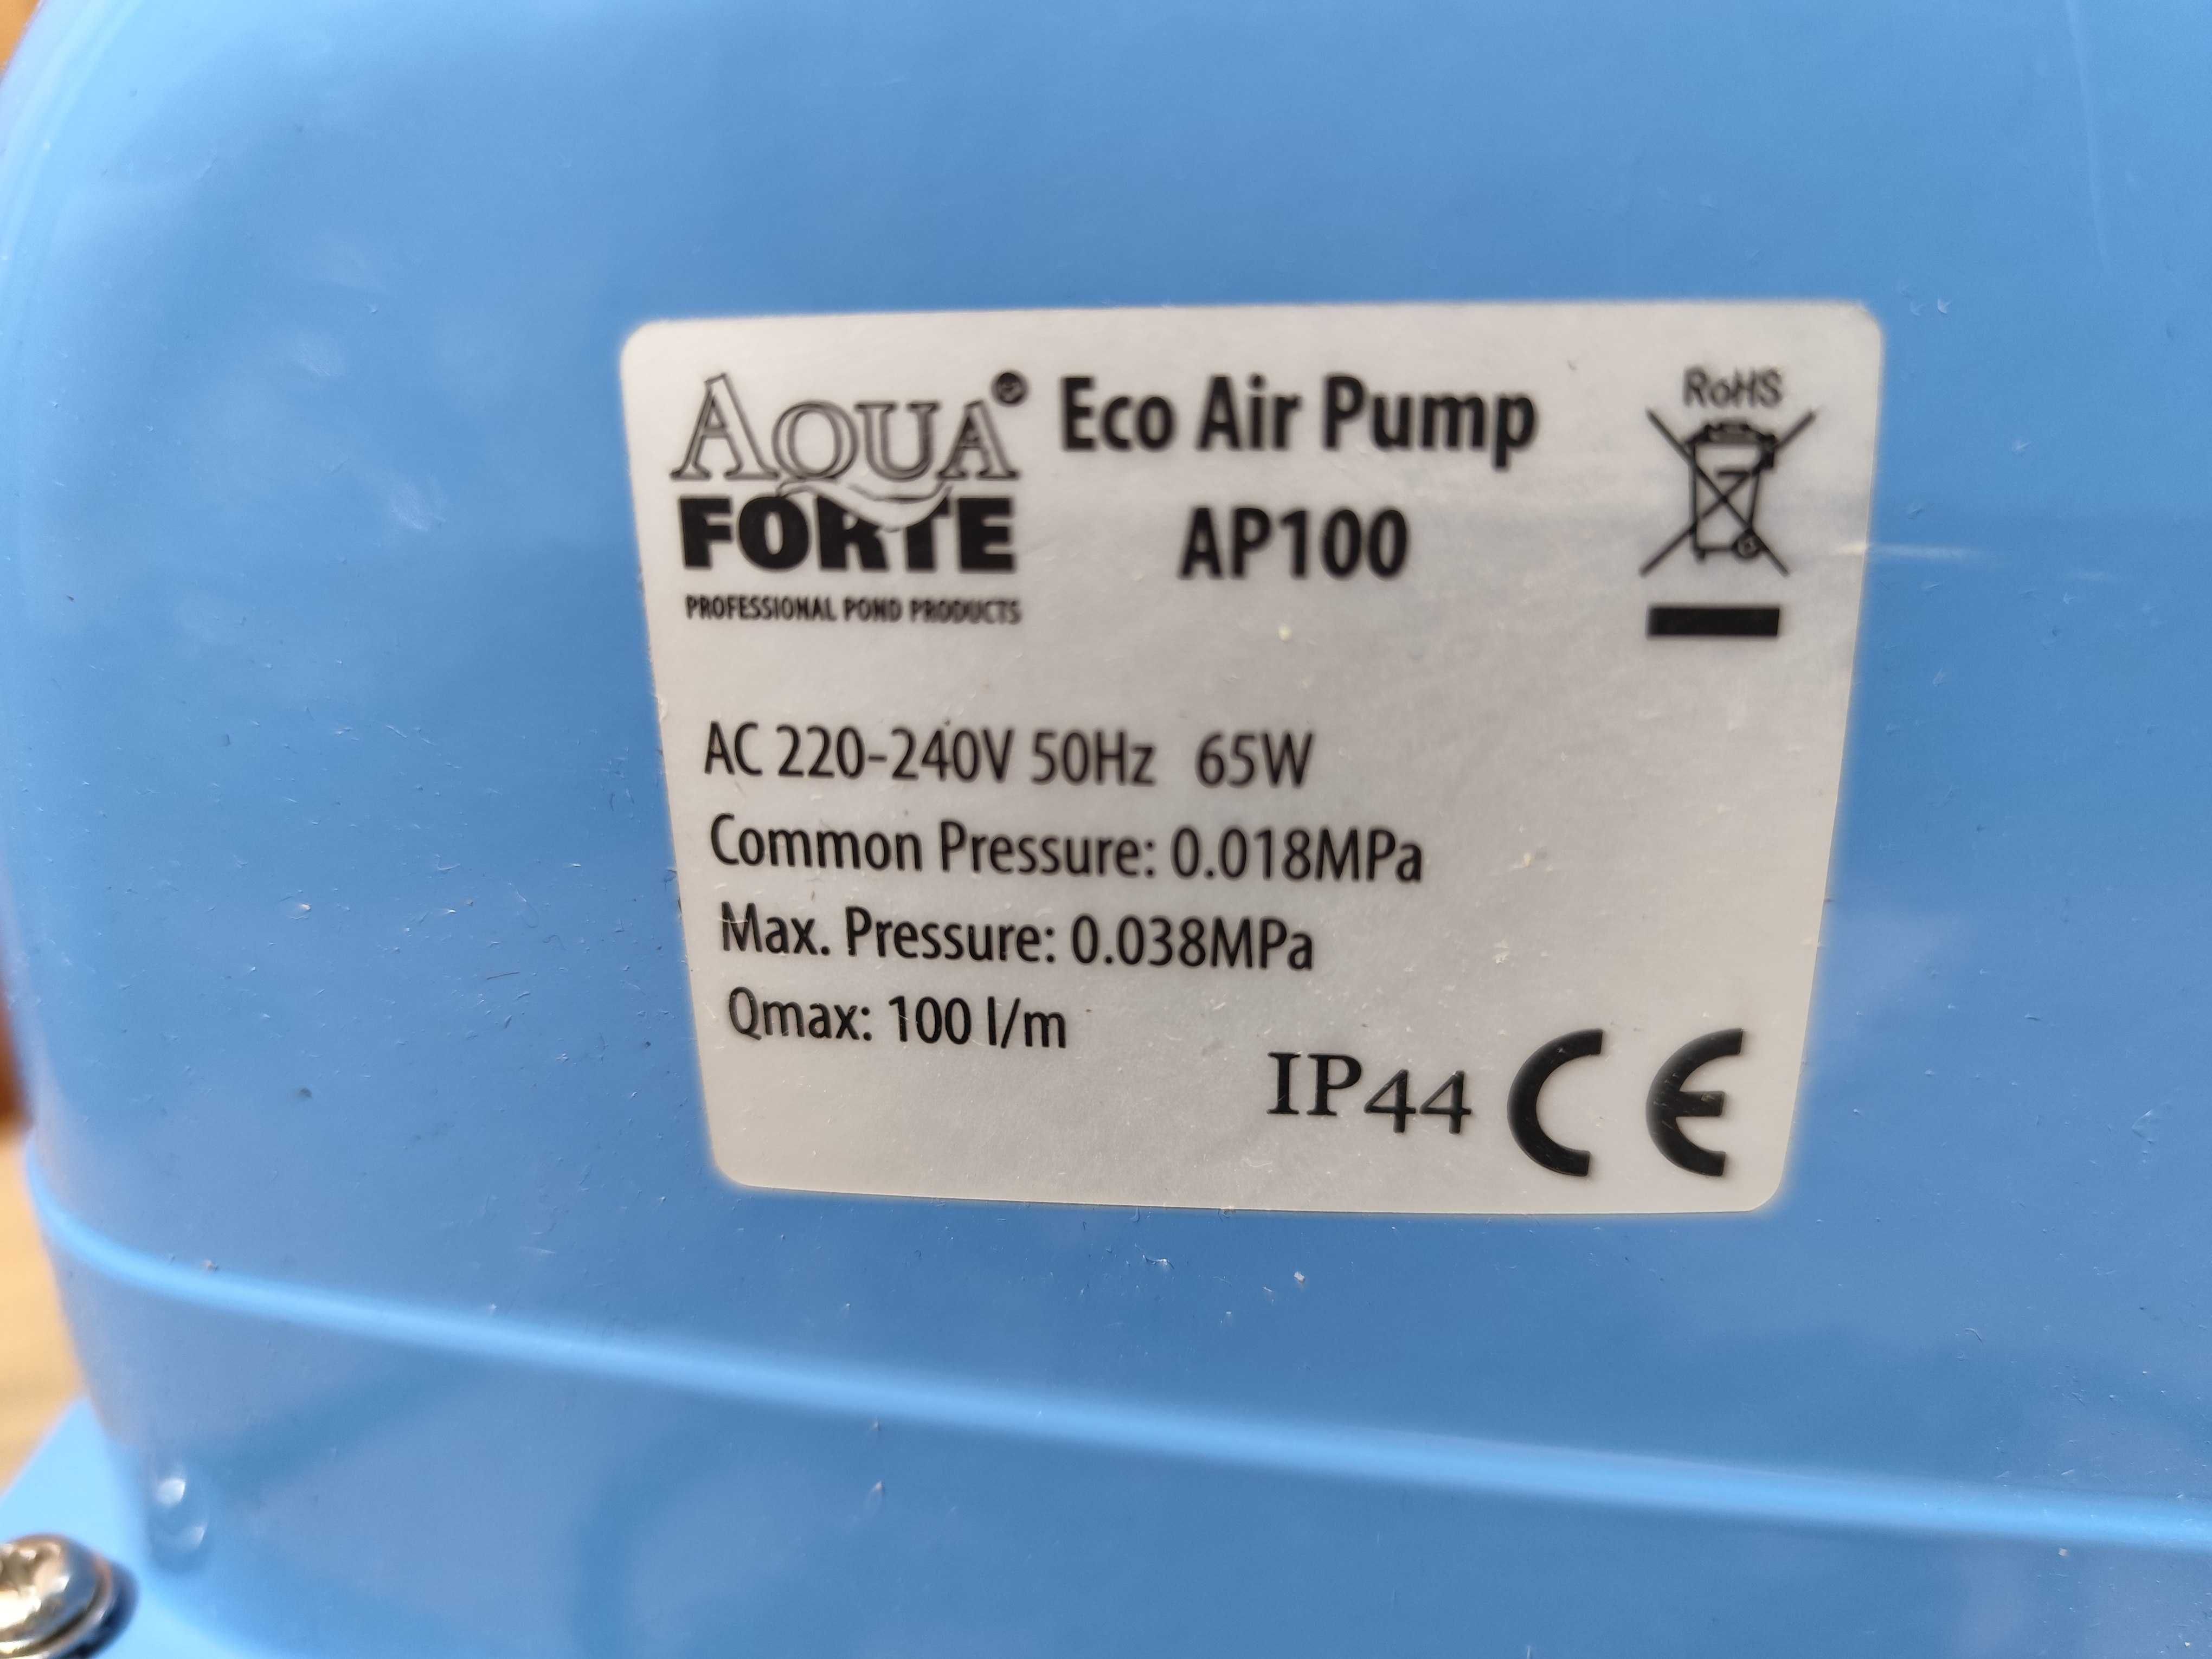 AQUA® Eco Air Pump
FORTE AP100
PROFESSIONAL POND PRODUCTS
RoHS
AC 220-240V 50Hz 65W
Common Pressure: 0.018MPa
Max. Pressure: 0.038MPa
Qmax: 100 l/m
IP44 CE